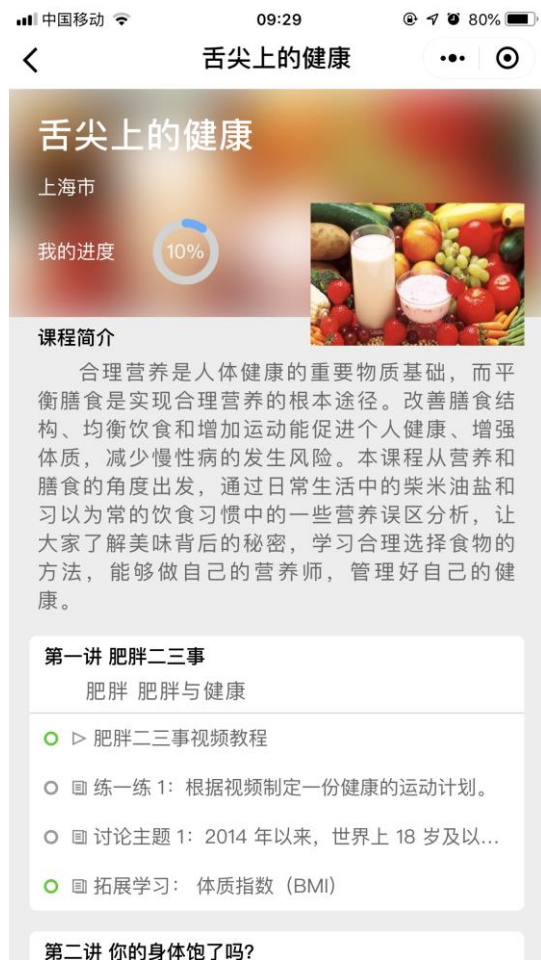 中国移动
09:29
80%
舌尖上的健康
舌尖上的健康
上海市
我的进度
10%
课程简介
合理营养是人体健康的重要物质基础，而平
衡膳食是实现合理营养的根本途径。改善膳食结
构、均衡饮食和增加运动能促进个人健康、增强
体质，减少慢性病的发生风险。本课程从营养和
膳食的角度出发，通过日常生活中的柴米油盐和
习以为常的饮食习惯中的一些营养误区分析，让
大家了解美味背后的秘密，学习合理选择食物的
方法，能够做自己的营养师，管理好自己的健
康。
第一讲 肥胖二三事
肥胖 肥胖与健康
肥胖二三事视频教程
练一练 1：根据视频制定一份健康的运动计划。
讨论主题 1：2014 年以来，世界上 18 岁及以...
拓展学习： 体质指数（BMI）
第二讲 你的身体饱了吗?